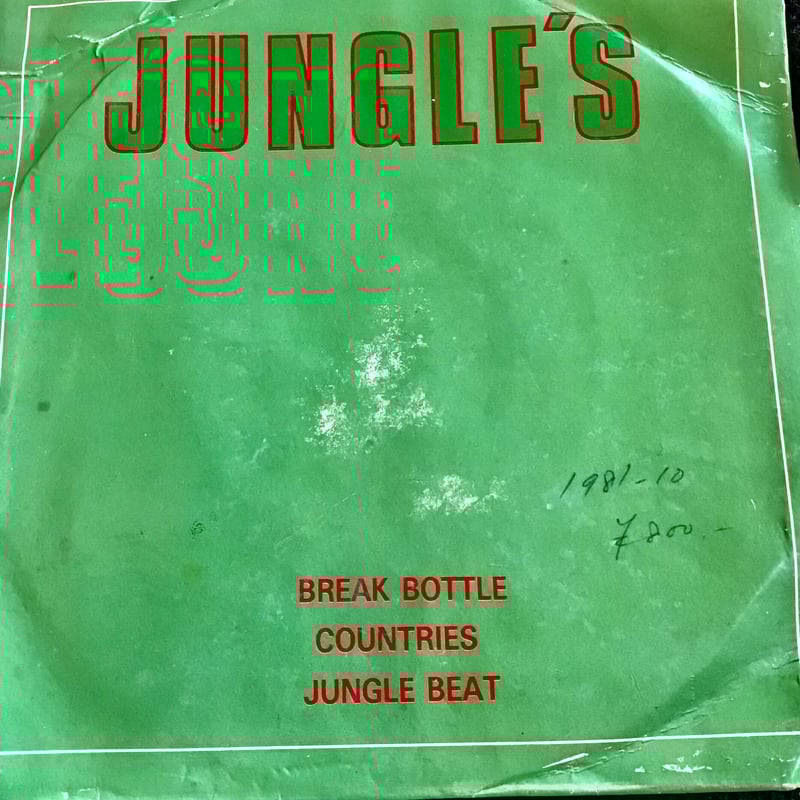 JUNGLE'S
1981-10
₹800.-
BREAK BOTTLE
COUNTRIES
JUNGLE BEAT